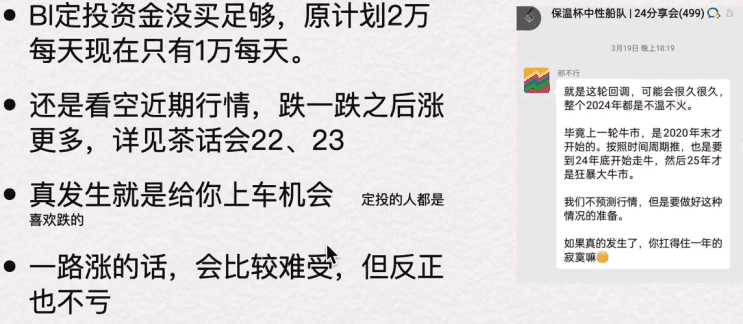 BI定投资金没买足够，原计划2万
每天现在只有1万每天。
还是看空近期行情，跌一跌之后涨
更多，详见茶话会22、23
真发生就是给你上车机会 定投的人都是
喜欢跌的
一路涨的话，会比较难受，但反正
也不亏
保温杯中性船队 | 24分享会(499)
3月19日 晚上18:19
邢不行
就是这轮回调，可能会很久很久，
整个2024年都是不温不火。
毕竟上一轮牛市，是2020年末才
开始的。按照时间周期推，也是要
到24年底开始走牛，然后25年才
是狂暴大牛市。
我们不预测行情，但是要做好这种
情况的准备。
如果真的发生了，你扛得住一年的
寂寞嘛